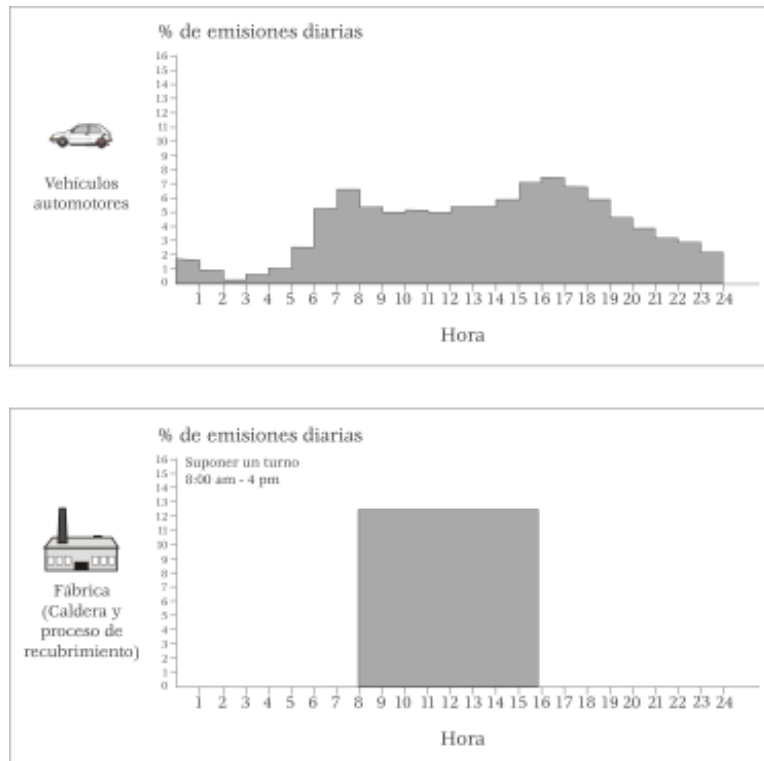 % de emisiones diarias
16
15
14
13
12
11
10
9
8
7
6
5
4
3
2
1
0
Vehículos
automotores
1 2 3 4 5 6 7 8 9 10 11 12 13 14 15 16 17 18 19 20 21 22 23 24
Hora
% de emisiones diarias
Suponer un turno
8:00 am - 4 pm
16
15
14
13
12
11
10
9
8
7
6
5
4
3
2
1
0
Fábrica
(Caldera y
proceso de
recubrimiento)
1 2 3 4 5 6 7 8 9 10 11 12 13 14 15 16 17 18 19 20 21 22 23 24
Hora